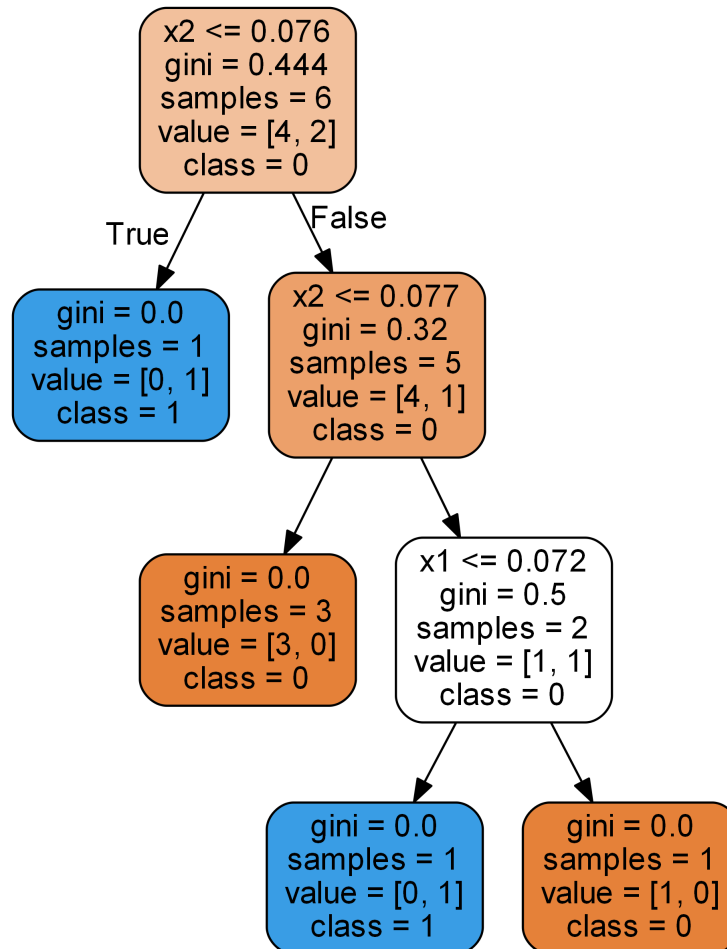 x2 <= 0.076
gini = 0.444
samples = 6
value = [4, 2]
class = 0
True
False
gini = 0.0
samples = 1
value = [0, 1]
class = 1
x2 <= 0.077
gini = 0.32
samples = 5
value = [4, 1]
class = 0
gini = 0.0
samples = 3
value = [3, 0]
class = 0
x1 <= 0.072
gini = 0.5
samples = 2
value = [1, 1]
class = 0
gini = 0.0
samples = 1
value = [0, 1]
class = 1
gini = 0.0
samples = 1
value = [1, 0]
class = 0